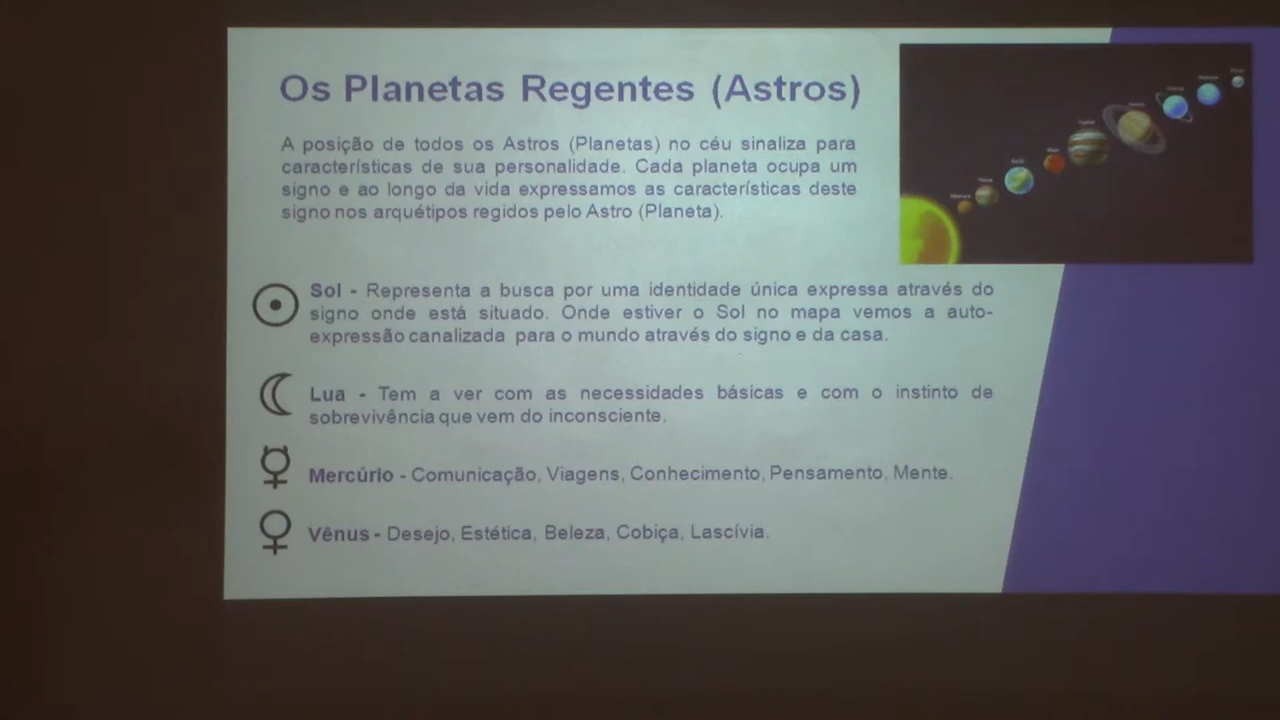 Os Planetas Regentes (Astros)
A posição de todos os Astros (Planetas) no céu sinaliza para
características de sua personalidade. Cada planeta ocupa um
signo e ao longo da vida expressamos as características deste
signo nos arquétipos regidos pelo Astro (Planeta).
Sol - Representa a busca por uma identidade única expressa através do
signo onde está situado. Onde estiver o Sol no mapa vemos a auto-
expressão canalizada para o mundo através do signo e da casa.
Lua - Tem a ver com as necessidades básicas e com o instinto de
sobrevivência que vem do inconsciente.
Mercúrio - Comunicação, Viagens, Conhecimento, Pensamento, Mente.
Vênus - Desejo, Estética, Beleza, Cobiça, Lascívia.